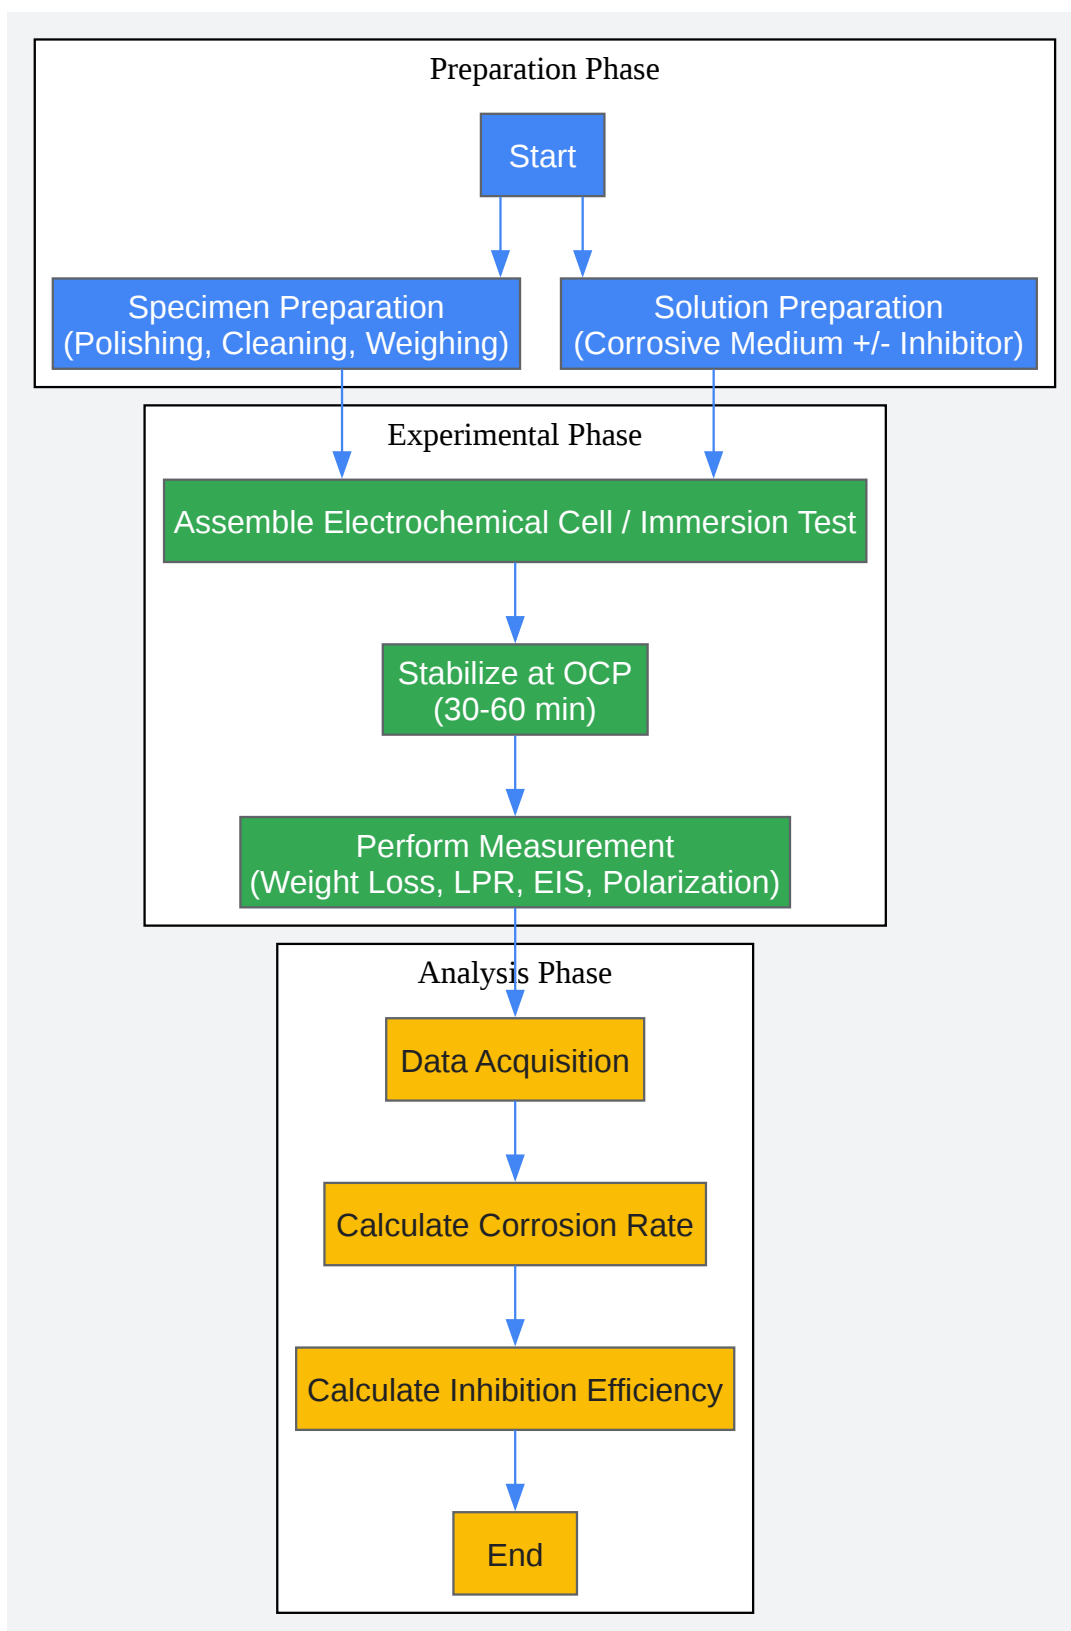 Preparation Phase
Start
Specimen Preparation
(Polishing, Cleaning, Weighing)
Solution Preparation
(Corrosive Medium +/- Inhibitor)
Experimental Phase
Assemble Electrochemical Cell / Immersion Test
Stabilize at OCP
(30-60 min)
Perform Measurement
(Weight Loss, LPR, EIS, Polarization)
Analysis Phase
Data Acquisition
Calculate Corrosion Rate
Calculate Inhibition Efficiency
End